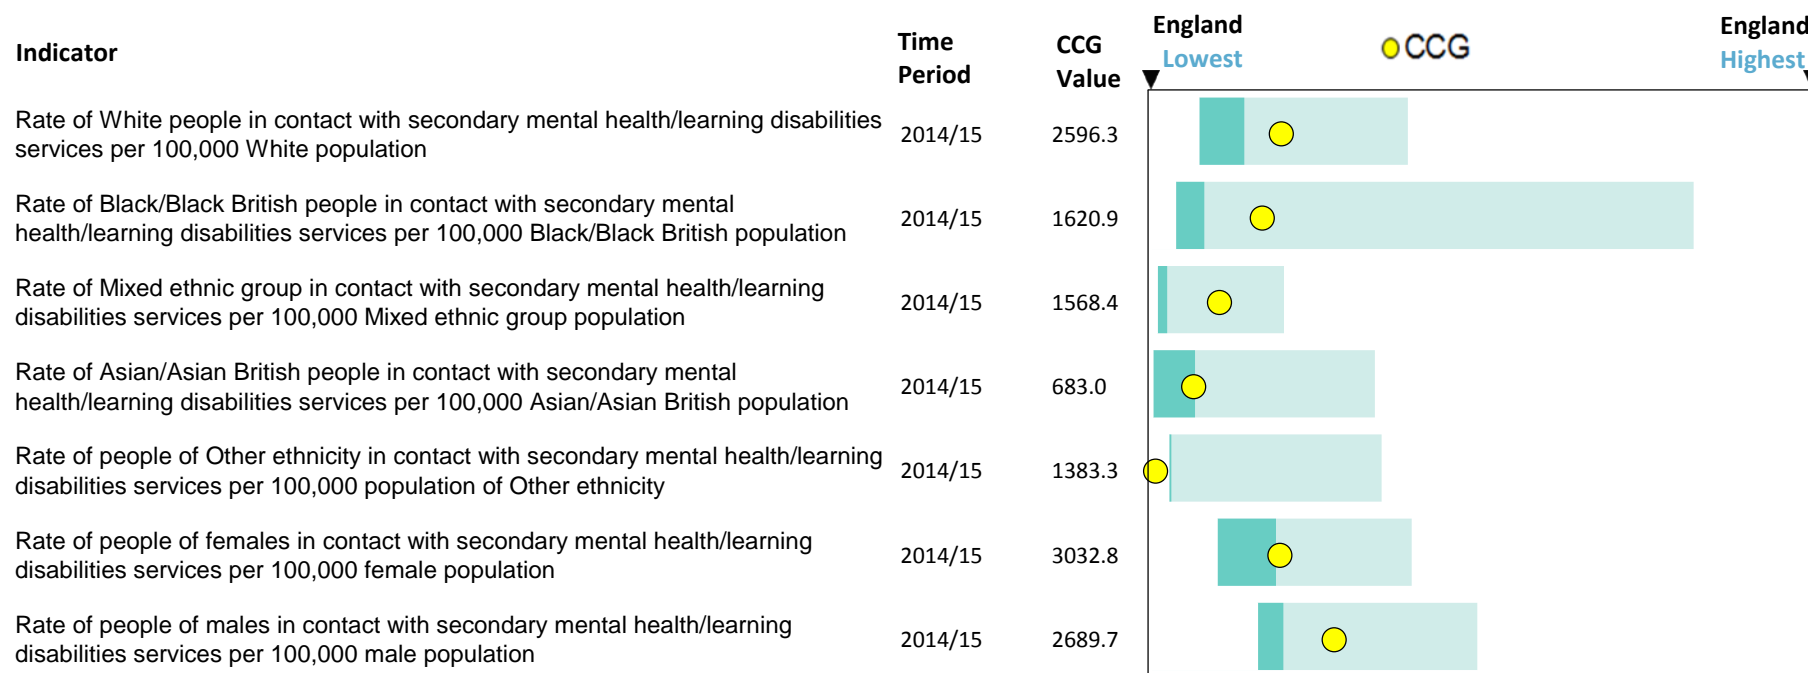 Indicator
Time
Period
CCG
Value
England
Lowest
CCG
England
Highest
Rate of White people in contact with secondary mental health/learning disabilities
services per 100,000 White population
2014/15
2596.3
Rate of Black/Black British people in contact with secondary mental
health/learning disabilities services per 100,000 Black/Black British population
2014/15
1620.9
Rate of Mixed ethnic group in contact with secondary mental health/learning
disabilities services per 100,000 Mixed ethnic group population
2014/15
1568.4
Rate of Asian/Asian British people in contact with secondary mental
health/learning disabilities services per 100,000 Asian/Asian British population
2014/15
683.0
Rate of people of Other ethnicity in contact with secondary mental health/learning
disabilities services per 100,000 population of Other ethnicity
2014/15
1383.3
Rate of people of females in contact with secondary mental health/learning
disabilities services per 100,000 female population
2014/15
3032.8
Rate of people of males in contact with secondary mental health/learning
disabilities services per 100,000 male population
2014/15
2689.7